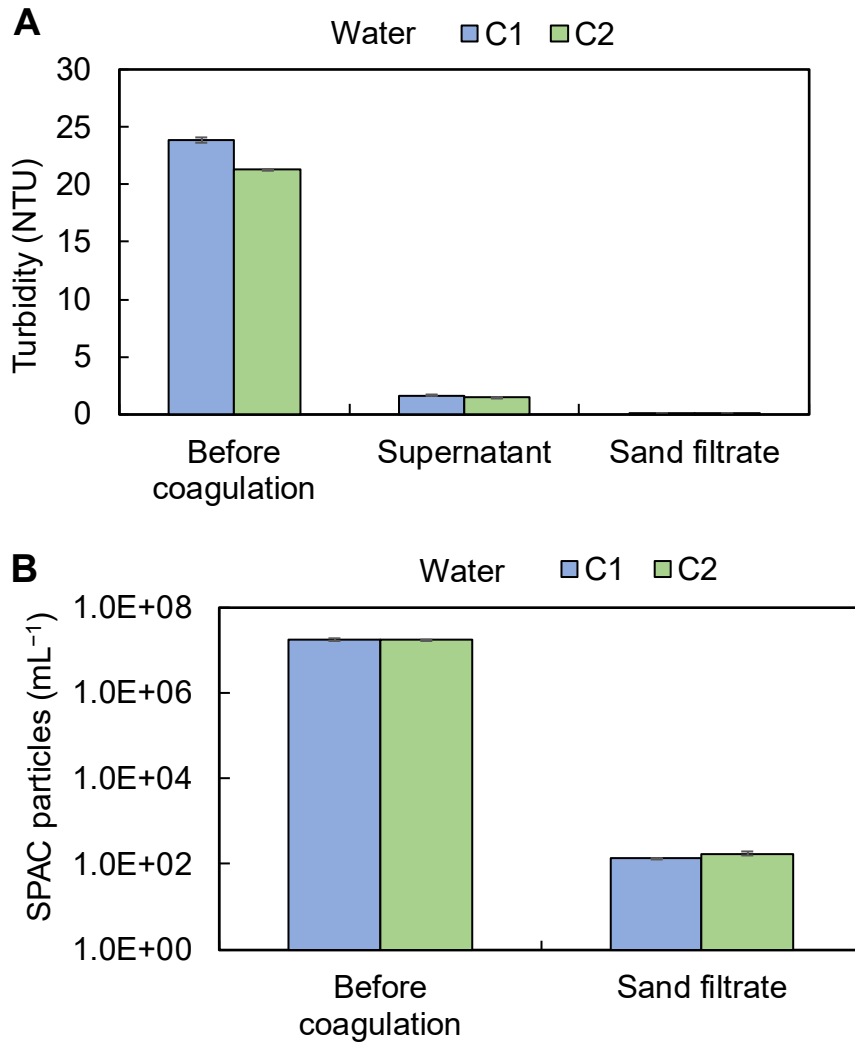 A
Water C1 C2
Turbidity (NTU)
30
25
20
15
10
5
0
Before
coagulation
Supernatant
Sand filtrate
B
Water C1 C2
SPAC particles (mL⁻¹)
1.0E+08
1.0E+06
1.0E+04
1.0E+02
1.0E+00
Before
coagulation
Sand filtrate